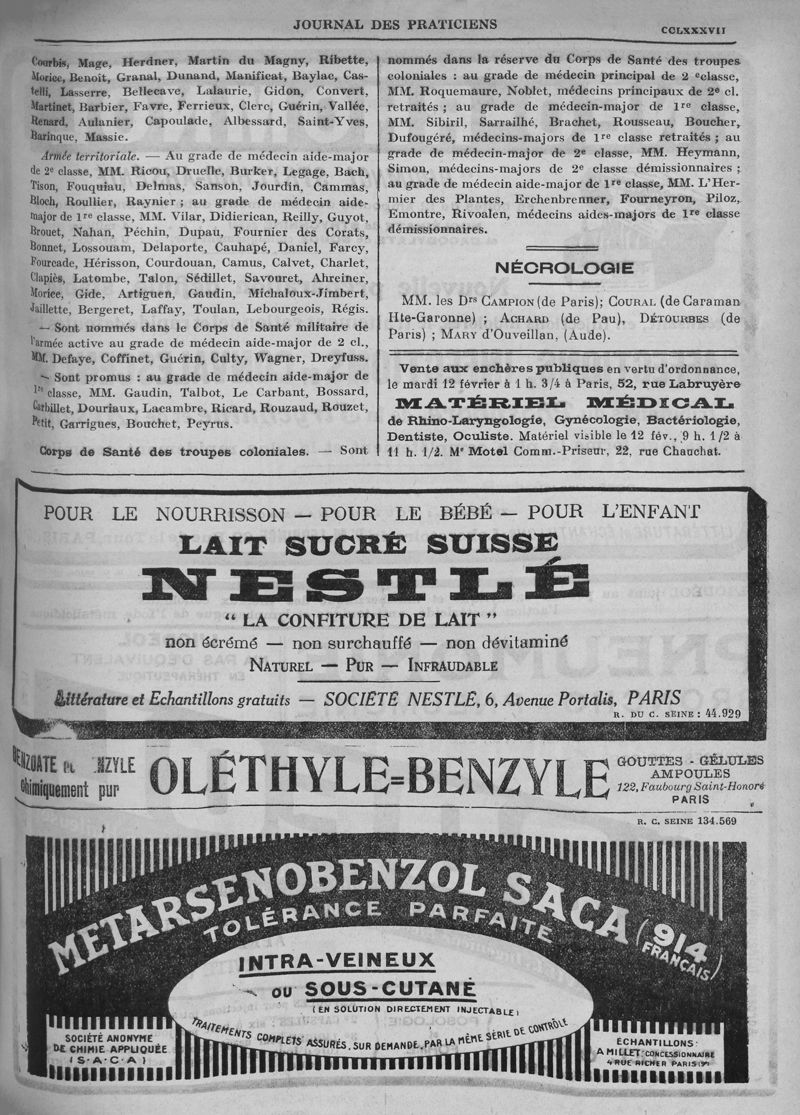 JOURNAL DES PRATICIENS
CCLXXXVII
Courbis, Mage, Herdner, Martin du Magny, Ribette,
Moriee, Benoit, Granal, Dunand, Manificat, Baylac, Cas-
telli, Lasserre, Bellecave, Lalaurie, Gidon, Convert,
Martinet, Barbier, Favre, Ferrieux, Clerc, Guérin, Vallée,
Renard, Aulanier, Capoulade, Albessard, Saint-Yves,
Barinque, Massie.
Armée territoriale. — Au grade de médecin aide-major
de 2e classe, MM. Ricou, Druelle, Burker, Legage, Bach,
Tison, Fouquiau, Delmas, Sanson, Jourdin, Cammas,
Bloch, Roullier, Raynier ; au grade de médecin aide-
major de 1re classe, MM. Vilar, Didierican, Reilly, Guyot,
Brouet, Nahan, Péchin, Dupau, Fournier des Corats,
Bonnet, Lossouam, Delaporte, Cauhapé, Daniel, Farcy,
Fourcade, Hérisson, Courdouan, Camus, Calvet, Charlet,
Clapiès, Latombe, Talon, Sédillet, Savouret, Ahreiner,
Moriee, Gide, Artiguen, Gaudin, Michaloux-Jimbert,
Jaillette, Bergeret, Laffay, Toulan, Lebourgeois, Régis.
— Sont nommés dans le Corps de Santé militaire de
l'armée active au grade de médecin aide-major de 2 cl.,
MM. Defaye, Coffinet, Guérin, Culty, Wagner, Dreyfuss.
— Sont promus : au grade de médecin aide-major de
1re classe, MM. Gaudin, Talbot, Le Carbant, Bossard,
Carbillet, Douriaux, Lacambre, Ricard, Rouzaud, Rouzet,
Petit, Garrigues, Bouchet, Peyrus.
Corps de Santé des troupes coloniales. — Sont
nommés dans la réserve du Corps de Santé des troupes
coloniales : au grade de médecin principal de 2 eclasse,
MM. Roquemaure, Noblet, médecins principaux de 2e cl.
retraités ; au grade de médecin-major de 1re classe,
MM. Sibiril, Sarrailhé, Brachet, Rousseau, Boucher,
Dufougéré, médecins-majors de 1re classe retraités ; au
grade de médecin-major de 2e classe, MM. Heymann,
Simon, médecins-majors de 2e classe démissionnaires ;
au grade de médecin aide-major de 1re classe, MM. L'Her-
mier des Plantes, Erchenbrenner, Fourneyron, Piloz,
Emontre, Rivoalen, médecins aides-majors de 1re classe
démissionnaires.
NÉCROLOGIE
MM. les Drs CAMPION (de Paris); COURAL (de Caraman
Hte-Garonne) ; ACHARD (de Pau), DÉTOURBES (de
Paris) ; MARY d'Ouveillan, (Aude).
Vente aux enchères publiques en vertu d'ordonnance,
le mardi 12 février à 1 h. 3/4 à Paris, 52, rue Labruyère
MATÉRIEL MÉDICAL
de Rhino-Laryngologie, Gynécologie, Bactériologie,
Dentiste, Oculiste. Matériel visible le 12 fév., 9 h. 1/2 à
11 h. 1/2. Me Motel Comm.-Priseur, 22, rue Chauchat.
POUR LE NOURRISSON — POUR LE BÉBÉ — POUR L'ENFANT
LAIT SUCRÉ SUISSE
NESTLÉ
“ LA CONFITURE DE LAIT ”
non écrémé — non surchauffé — non dévitaminé
NATUREL — PUR — INFRAUDABLE
Littérature et Echantillons gratuits — SOCIÉTÉ NESTLÉ, 6, Avenue Portalis, PARIS
R. DU C. SEINE : 44.929
BENZOATE DE BENZYLE
Chimiquement pur
OLÉTHYLE=BENZYLE
GOUTTES - GÉLULES
AMPOULES
122, Faubourg Saint-Honoré
PARIS
R. C. SEINE 134.569
METARSENOBENZOL SACA (914 FRANÇAIS)
TOLÉRANCE PARFAITE
INTRA-VEINEUX
OU SOUS-CUTANÉ
(EN SOLUTION DIRECTEMENT INJECTABLE)
TRAITEMENTS COMPLETS ASSURÉS, SUR DEMANDE, PAR LA MÊME SÉRIE DE CONTRÔLE
SOCIÉTÉ ANONYME
DE CHIMIE APPLIQUÉE
(S.A.C.A)
ÉCHANTILLONS:
A MILLET CONCESSIONNAIRE
4 RUE RICHER PARIS (9e)